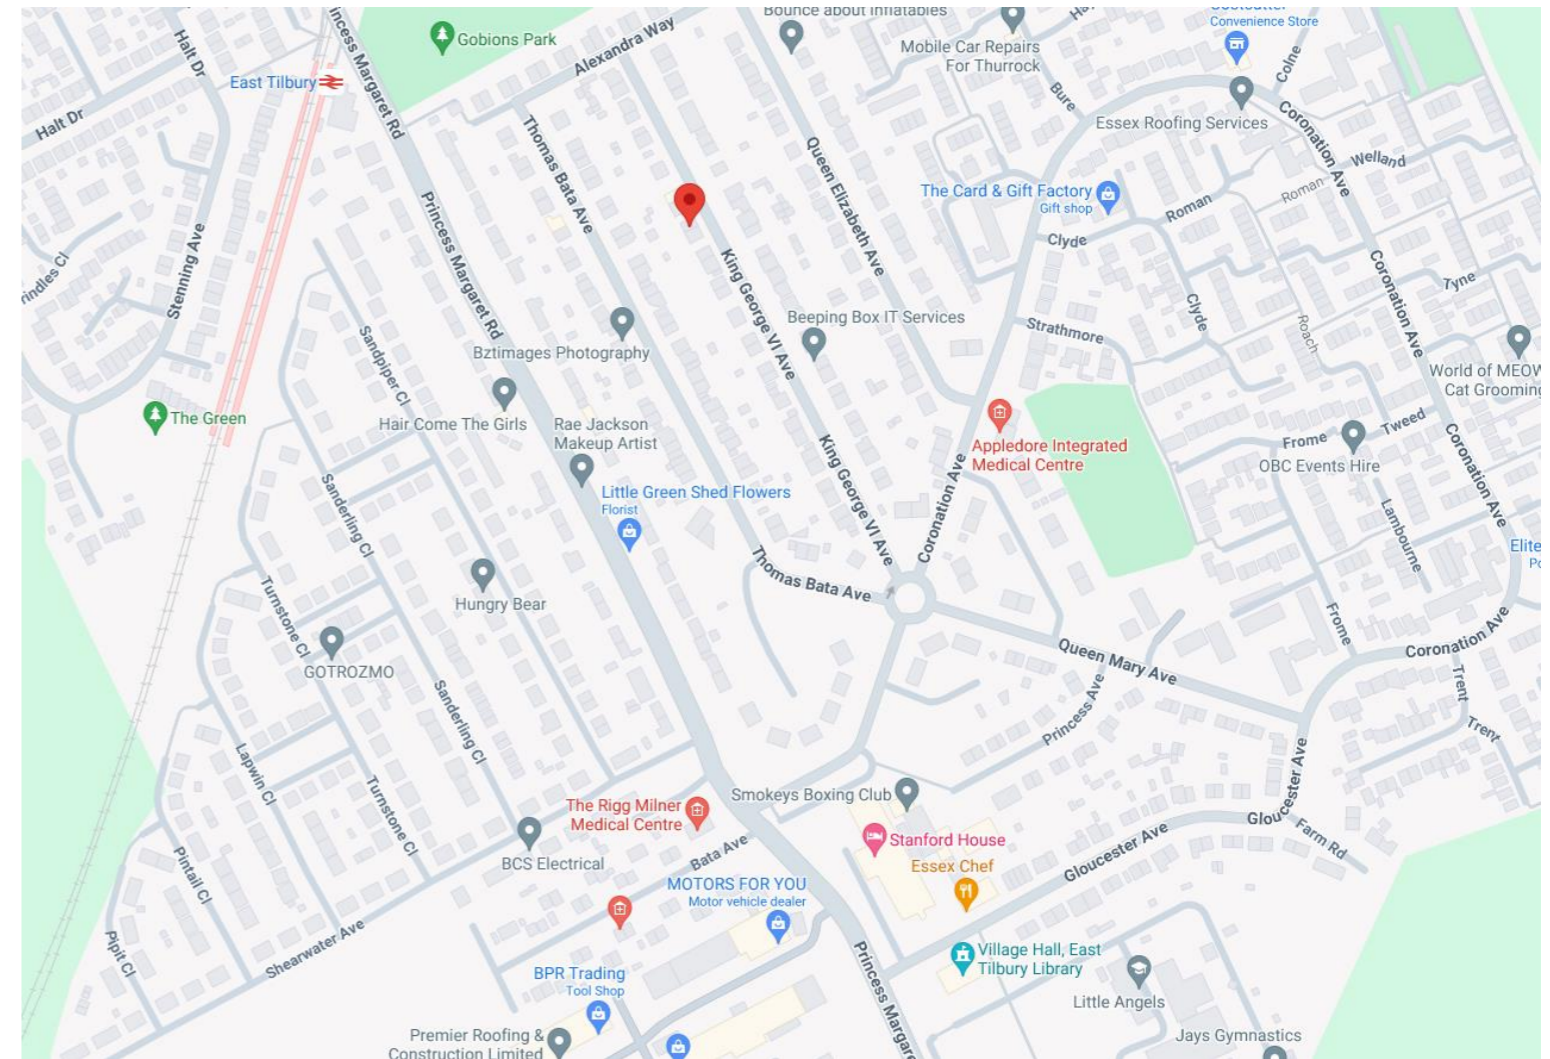 Bounce about Inflatables
Convenience Store
Gobions Park
Alexandra Way
Mobile Car Repairs
For Thurrock
Halt Dr
East Tilbury
Princess Margaret Rd
Bure
Colne
Coronation Ave
Essex Roofing Services
Halt Dr
Thomas Bata Ave
Queen Elizabeth Ave
Welland
The Card & Gift Factory
Gift shop
Roman
Roman
Princess Margaret Rd
Clyde
King George VI Ave
Stenning Ave
Coronation Ave
Tyne
Clyde
Beeping Box IT Services
Strathmore
Roach
Sandpiper Cl
Bztimages Photography
World of MEOW
Cat Grooming
The Green
Hair Come The Girls
Rae Jackson
Makeup Artist
Appledore Integrated
Medical Centre
Frome
Tweed
OBC Events Hire
Coronation Ave
King George VI Ave
Coronation Ave
Little Green Shed Flowers
Florist
Sanderling Cl
Lambourne
Elite
Thomas Bata Ave
Hungry Bear
Turnstone Cl
Frome
Coronation Ave
Queen Mary Ave
GOTROZMO
Trent
Sanderling Cl
Princess Ave
Trent
Lapwin Cl
Turnstone Cl
Gloucester Ave
Smokeys Boxing Club
The Rigg Milner
Medical Centre
Stanford House
Farm Rd
Bata Ave
BCS Electrical
Essex Chef
Gloucester Ave
Pintail Cl
MOTORS FOR YOU
Motor vehicle dealer
Shearwater Ave
Pipit Cl
Village Hall, East
Tilbury Library
BPR Trading
Tool Shop
Little Angels
Princess Margaret
Premier Roofing &
Construction Limited
Jays Gymnastics